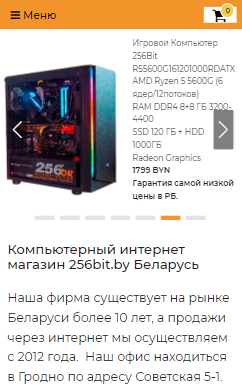 ≡ Меню
0
Игровой Компьютер
256Bit
R55600G161201000RDATX
AMD Ryzen 5 5600G (6
ядер/12потоков)
RAM DDR4 8+8 ГБ 3200-
4400
SSD 120 ГБ + HDD
1000ГБ
Radeon Graphics
1799 BYN
Гарантия самой низкой
цены в РБ.
256
Компьютерный интернет
магазин 256bit.by Беларусь
Наша фирма существует на рынке
Беларуси более 10 лет, а продажи
через интернет мы осуществляем
с 2012 года. Наш офис находиться
в Гродно по адресу Советская 5-1.